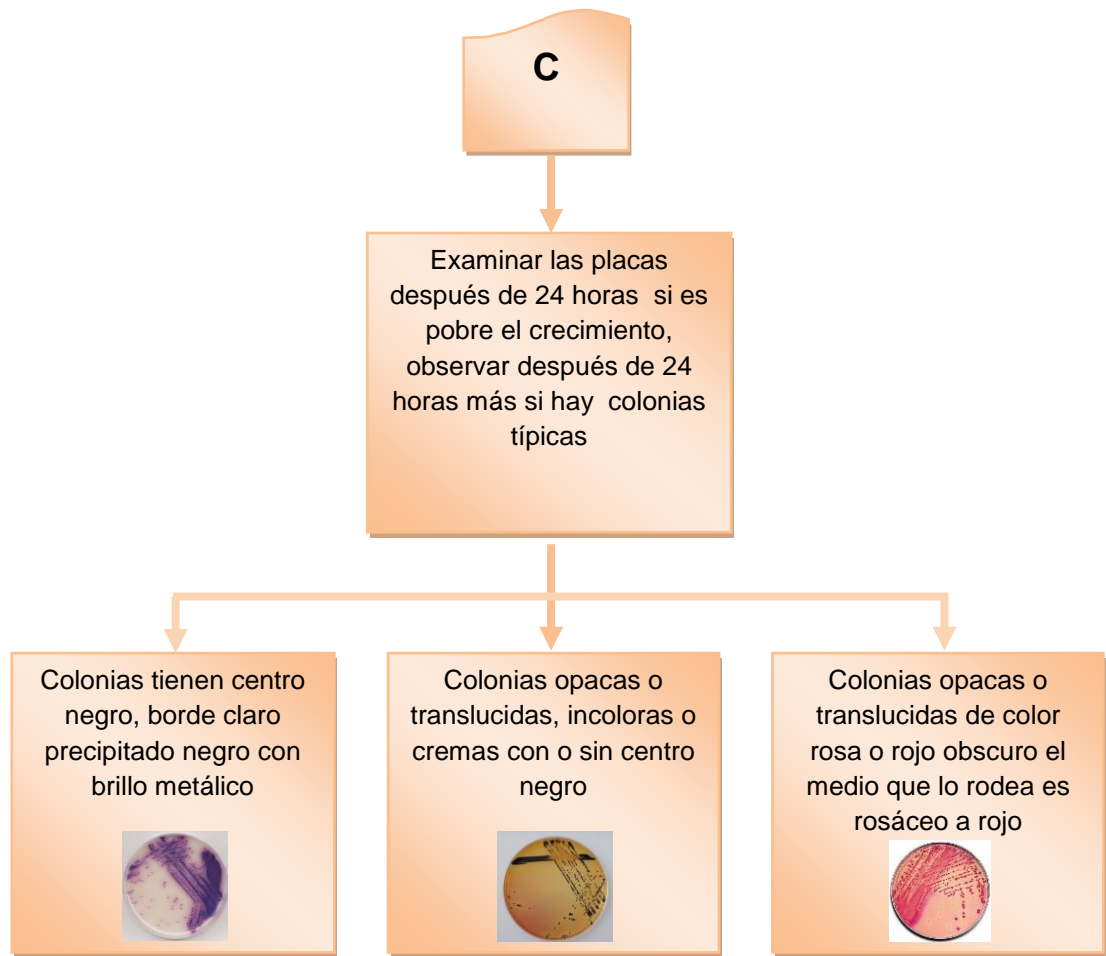 C
Examinar las placas
después de 24 horas  si es
pobre el crecimiento,
observar después de 24
horas más si hay  colonias
típicas
Colonias tienen centro
negro, borde claro
precipitado negro con
brillo metálico
Colonias opacas o
translucidas, incoloras o
cremas con o sin centro
negro
Colonias opacas o
translucidas de color
rosa o rojo obscuro el
medio que lo rodea es
rosáceo a rojo